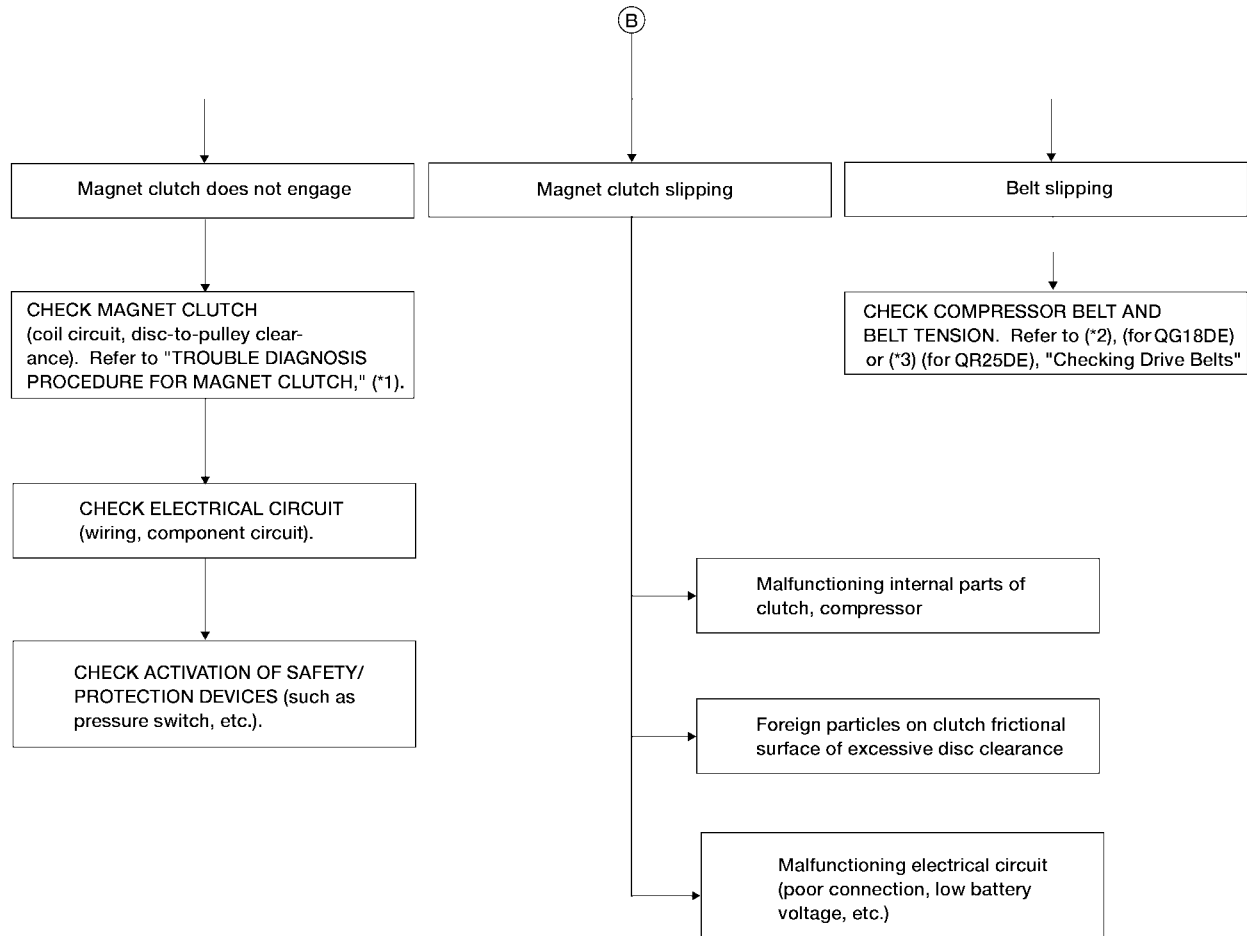 B
Magnet clutch does not engage
Magnet clutch slipping
Belt slipping
CHECK MAGNET CLUTCH
(coil circuit, disc-to-pulley clear-
ance). Refer to "TROUBLE DIAGNOSIS
PROCEDURE FOR MAGNET CLUTCH," (*1).
CHECK COMPRESSOR BELT AND
BELT TENSION. Refer to (*2), (for QG18DE)
or (*3) (for QR25DE), "Checking Drive Belts"
CHECK ELECTRICAL CIRCUIT
(wiring, component circuit).
Malfunctioning internal parts of
clutch, compressor
CHECK ACTIVATION OF SAFETY/
PROTECTION DEVICES (such as
pressure switch, etc.).
Foreign particles on clutch frictional
surface of excessive disc clearance
Malfunctioning electrical circuit
(poor connection, low battery
voltage, etc.)